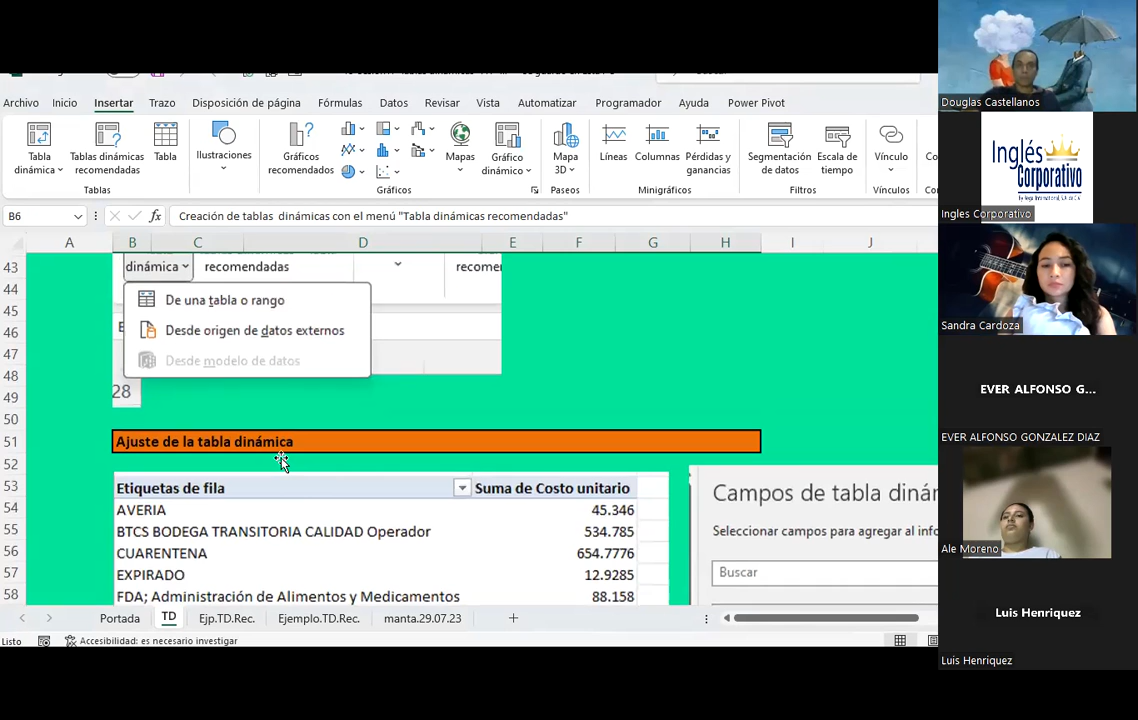 Archivo Inicio Insertar Trazo Disposición de página Fórmulas Datos Revisar Vista Automatizar Programador Ayuda Power Pivot
Tabla dinámica
Tablas dinámicas recomendadas
Tabla
Ilustraciones
Gráficos recomendados
Mapas
Gráfico dinámico
Mapa 3D
Líneas
Columnas
Pérdidas y ganancias
Segmentación de datos
Escala de tiempo
Vínculo
Tablas
Gráficos
Paseos
Minigráficos
Filtros
Vínculos
B6
fx
Creación de tablas dinámicas con el menú "Tabla dinámicas recomendadas"
A B C D E F G H I J
43
dinámica
recomendadas
recomen
44
De una tabla o rango
45
46
Desde origen de datos externos
47
Desde modelo de datos
48
49
28
50
51 Ajuste de la tabla dinámica
52
53 Etiquetas de fila Suma de Costo unitario
54 AVERIA 45.346
55 BTCS BODEGA TRANSITORIA CALIDAD Operador 534.785
56 CUARENTENA 654.7776
57 EXPIRADO 12.9285
58 FDA; Administración de Alimentos y Medicamentos 88.158
Campos de tabla dinár
Seleccionar campos para agregar al info
Buscar
Portada TD Ejp.TD.Rec. Ejemplo.TD.Rec. manta.29.07.23
Listo Accesibilidad: es necesario investigar
Douglas Castellanos
Inglés
Corporativo
Ingles Corporativo
Sandra Cardoza
EVER ALFONSO G...
EVER ALFONSO GONZALEZ DIAZ
Ale Moreno
Luis Henriquez
Luis Henriquez